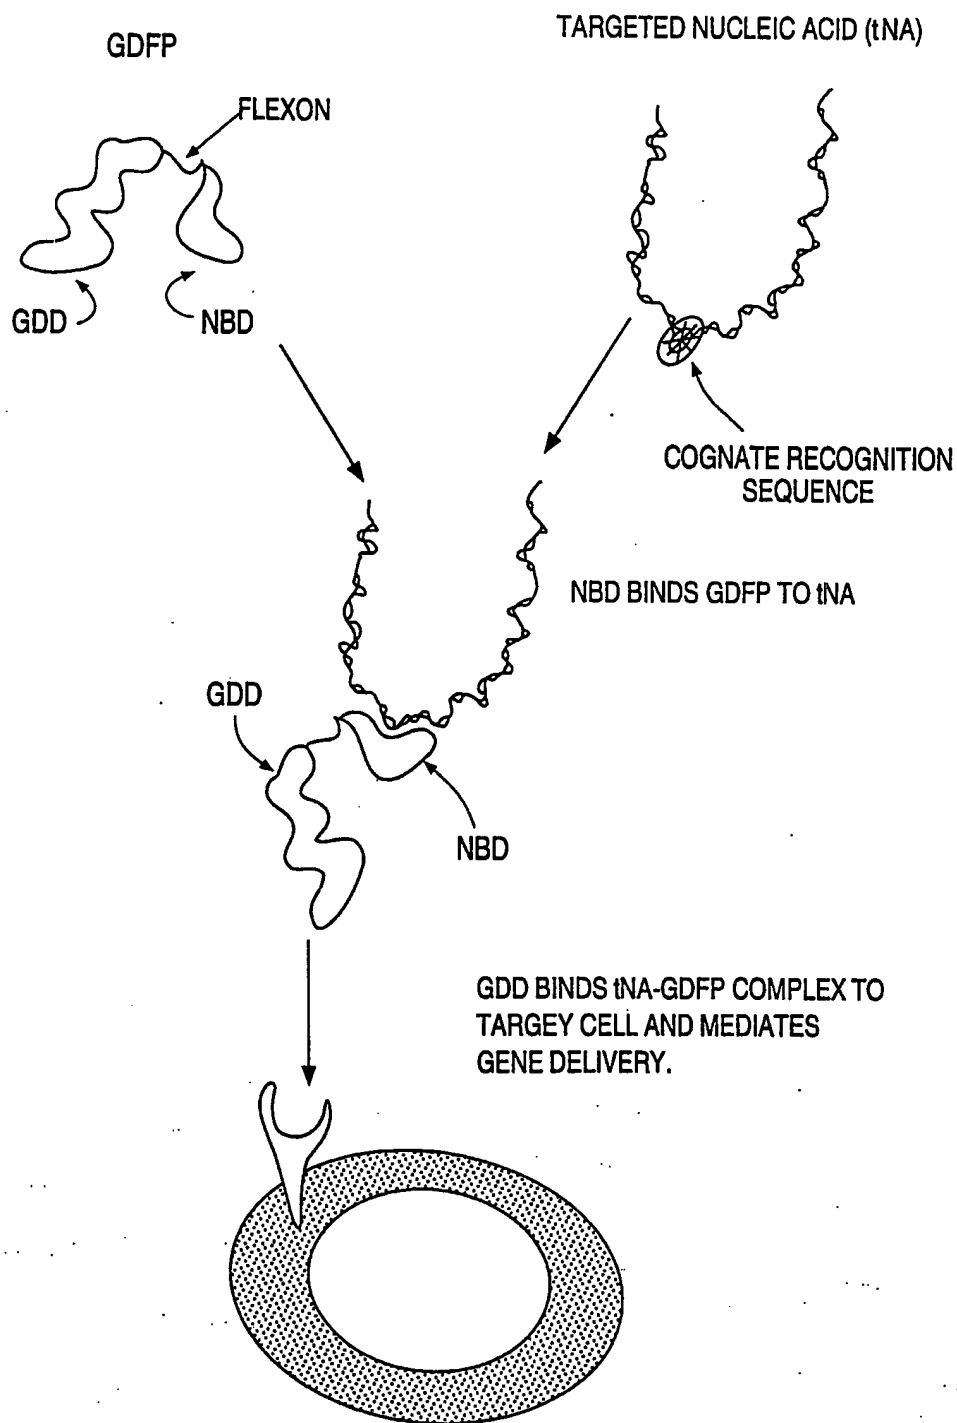 GDFP
TARGETED NUCLEIC ACID (tNA)
FLEXON
GDD
NBD
COGNATE RECOGNITION
SEQUENCE
NBD BINDS GDFP TO tNA
GDD
NBD
GDD BINDS tNA-GDFP COMPLEX TO
TARGEY CELL AND MEDIATES
GENE DELIVERY.